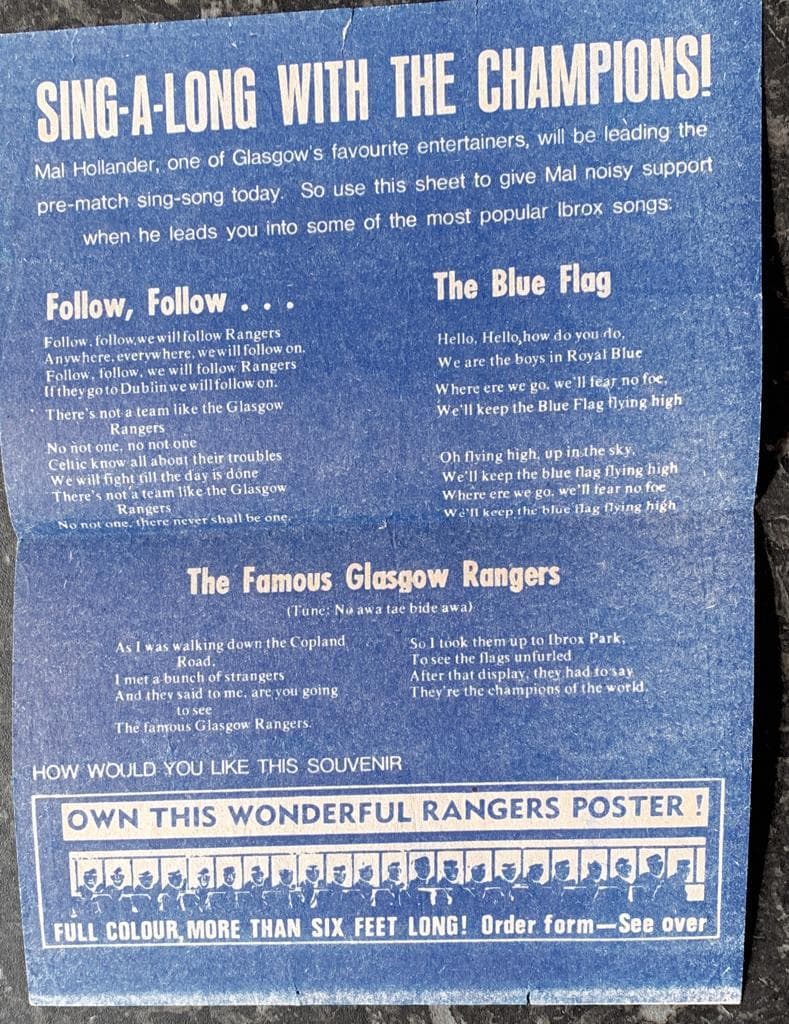 SING-A-LONG WITH THE CHAMPIONS!
Mal Hollander, one of Glasgow's favourite entertainers, will be leading the
pre-match sing-song today. So use this sheet to give Mal noisy support
when he leads you into some of the most popular Ibrox songs:
Follow, Follow . . .
Follow, follow, we will follow Rangers
Anywhere, everywhere, we will follow on.
Follow, follow, we will follow Rangers
If they go to Dublin we will follow on.
There's not a team like the Glasgow
Rangers
No not one, no not one
Celtic know all about their troubles
We will fight till the day is done
There's not a team like the Glasgow
Rangers
No not one, there never shall be one.
The Blue Flag
Hello, Hello, how do you do,
We are the boys in Royal Blue
Where ere we go, we'll fear no foe,
We'll keep the Blue Flag flying high
Oh flying high, up in the sky,
We'll keep the blue flag flying high
Where ere we go, we'll fear no foe
We'll keep the blue flag flying high
The Famous Glasgow Rangers
(Tune: No awa tae bide awa)
As I was walking down the Copland
Road,
I met a bunch of strangers
And they said to me, are you going
to see
The famous Glasgow Rangers.
So I took them up to Ibrox Park,
To see the flags unfurled
After that display, they had to say
They're the champions of the world.
HOW WOULD YOU LIKE THIS SOUVENIR
OWN THIS WONDERFUL RANGERS POSTER !
FULL COLOUR, MORE THAN SIX FEET LONG! Order form—See over